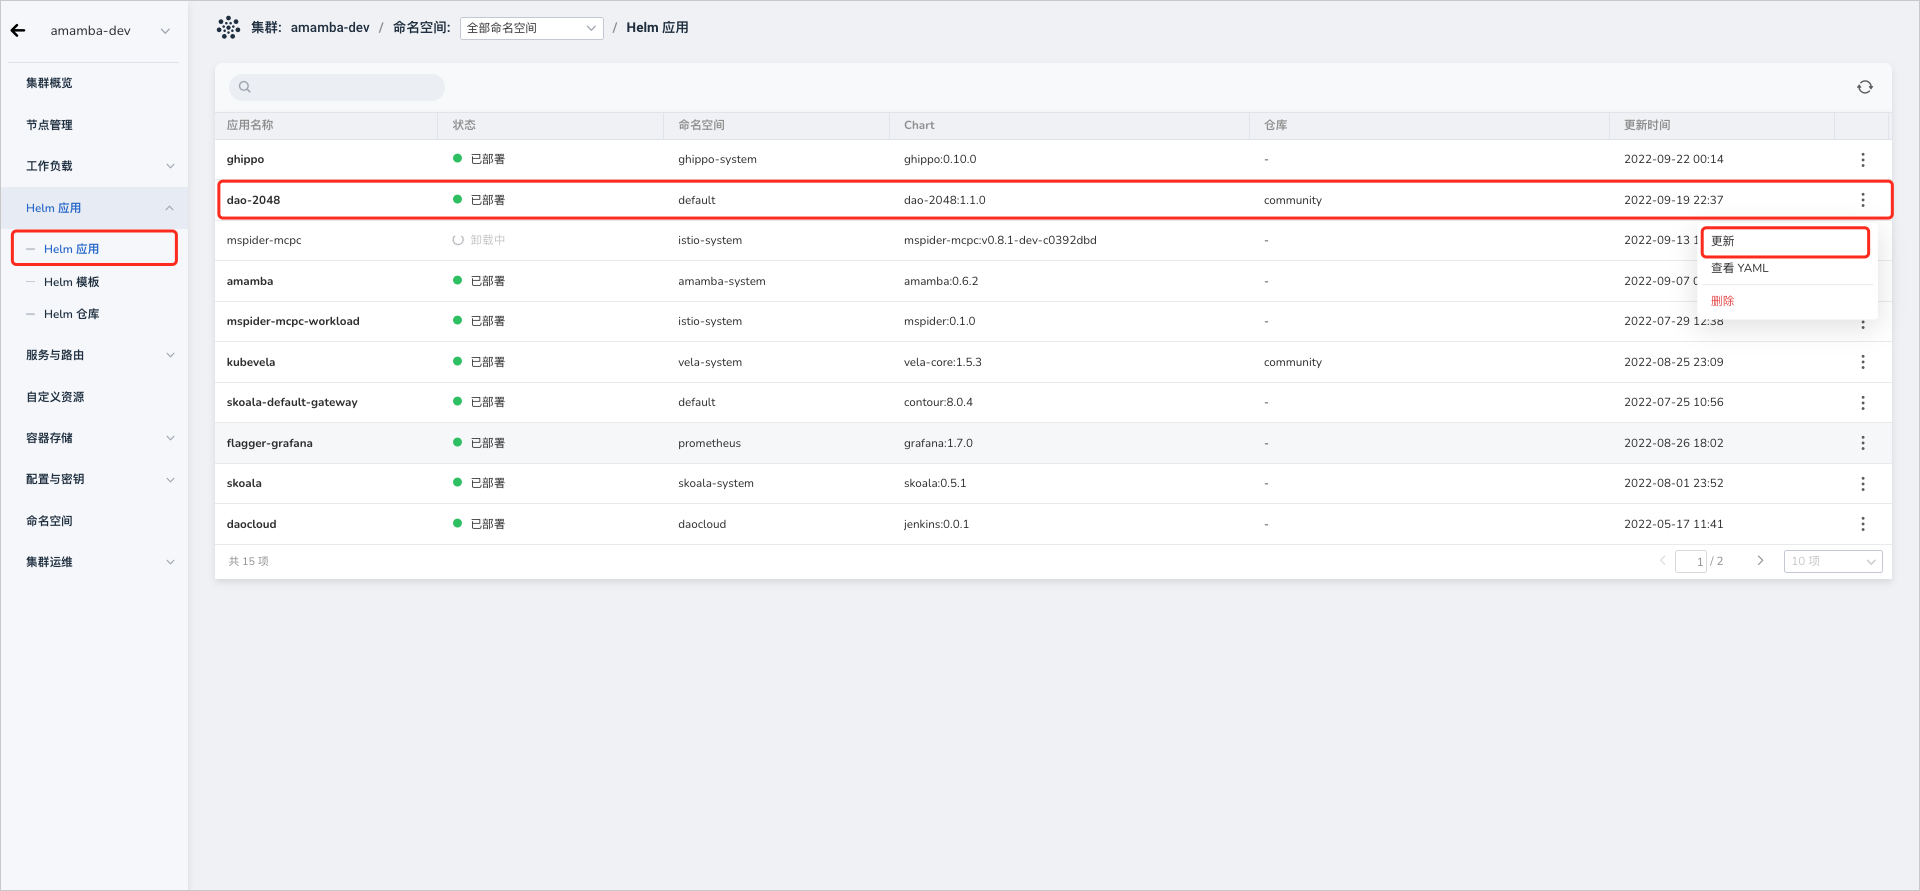 amamba-dev
集群概览
节点管理
工作负载
Helm 应用
Helm 应用
Helm 模板
Helm 仓库
服务与路由
自定义资源
容器存储
配置与密钥
命名空间
集群运维
集群: amamba-dev / 命名空间: 全部命名空间 / Helm 应用
应用名称 状态 命名空间 Chart 仓库 更新时间
ghippo 已部署 ghippo-system ghippo:0.10.0 - 2022-09-22 00:14
dao-2048 已部署 default dao-2048:1.1.0 community 2022-09-19 22:37
mspider-mcpc 卸载中 istio-system mspider-mcpc:v0.8.1-dev-c0392dbd - 2022-09-13 1
amamba 已部署 amamba-system amamba:0.6.2 - 2022-09-07
mspider-mcpc-workload 已部署 istio-system mspider:0.1.0 - 2022-07-29 12:38
kubevela 已部署 vela-system vela-core:1.5.3 community 2022-08-25 23:09
skoala-default-gateway 已部署 default contour:8.0.4 - 2022-07-25 10:56
flagger-grafana 已部署 prometheus grafana:1.7.0 - 2022-08-26 18:02
skoala 已部署 skoala-system skoala:0.5.1 - 2022-08-01 23:52
daocloud 已部署 daocloud jenkins:0.0.1 - 2022-05-17 11:41
更新
查看 YAML
删除
共 15 项
1 / 2
10 项